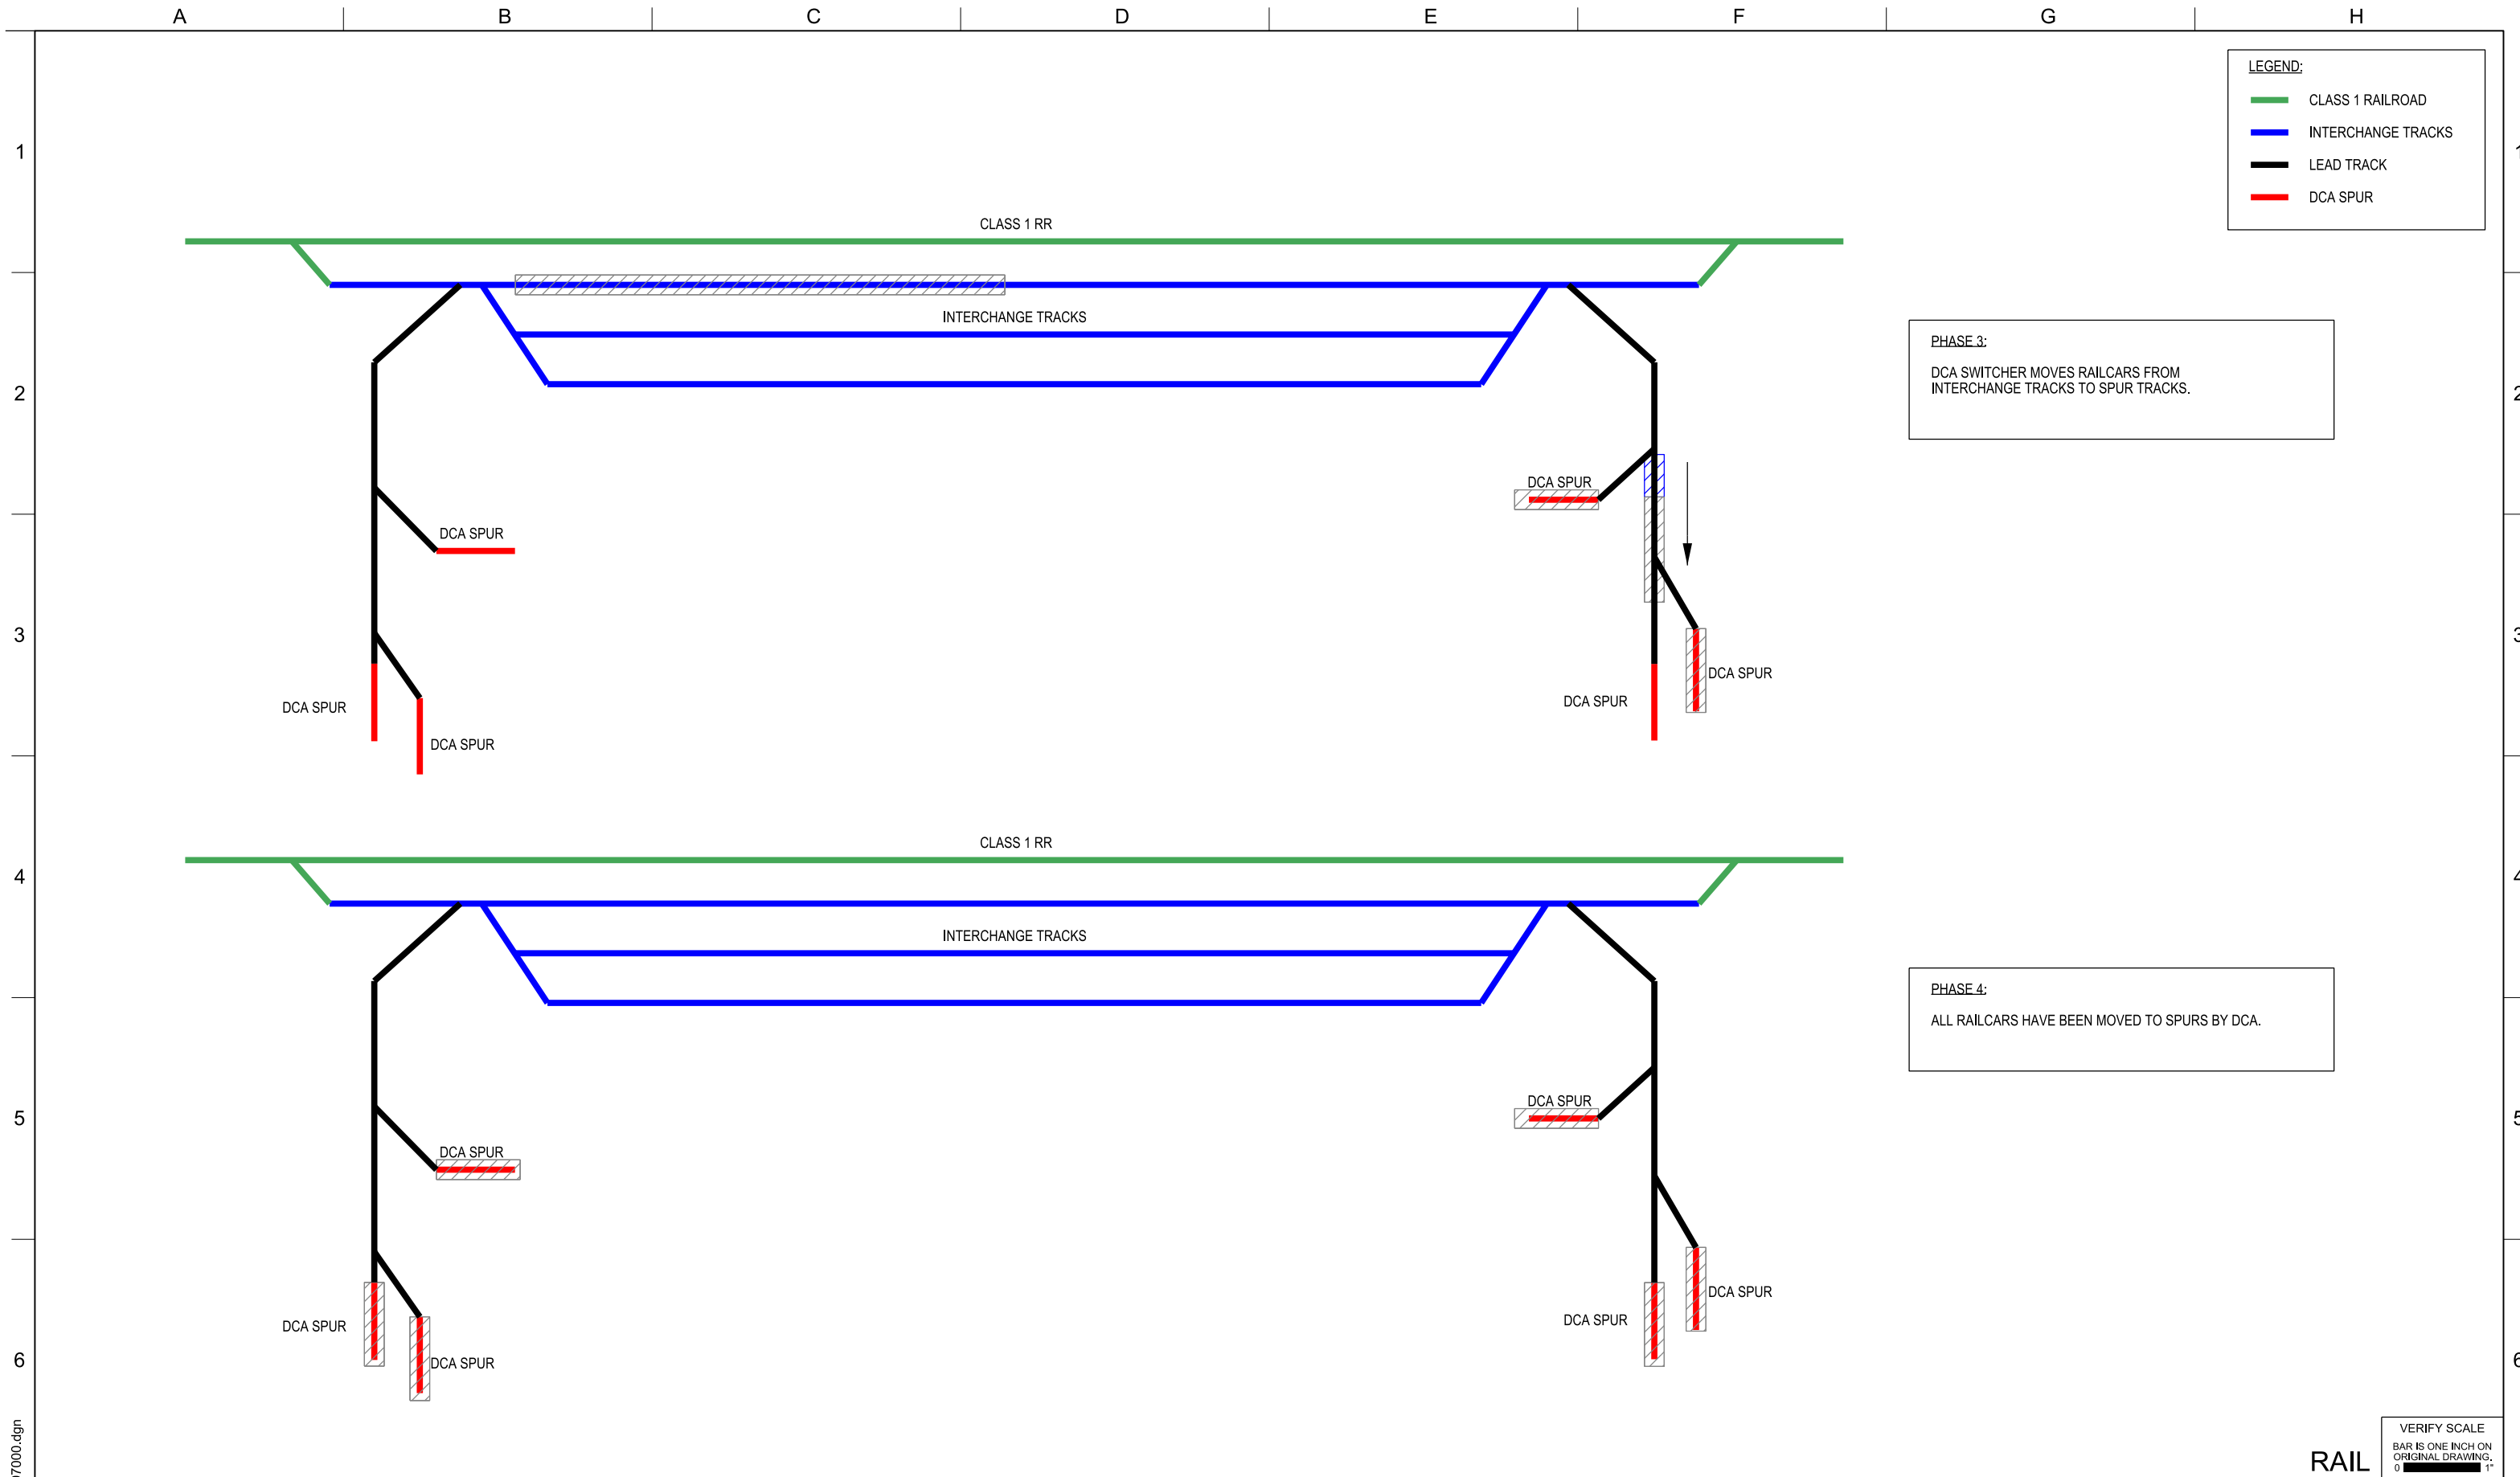 A B C D E F G H
LEGEND:
CLASS 1 RAILROAD
INTERCHANGE TRACKS
1
LEAD TRACK
DCA SPUR
CLASS 1 RR
INTERCHANGE TRACKS
PHASE 3:
DCA SWITCHER MOVES RAILCARS FROM
INTERCHANGE TRACKS TO SPUR TRACKS.
2
DCA SPUR
DCA SPUR
3
DCA SPUR
DCA SPUR
DCA SPUR
DCA SPUR
CLASS 1 RR
4
INTERCHANGE TRACKS
PHASE 4:
ALL RAILCARS HAVE BEEN MOVED TO SPURS BY DCA.
5
DCA SPUR
DCA SPUR
DCA SPUR
DCA SPUR
DCA SPUR
DCA SPUR
6
VERIFY SCALE
BAR IS ONE INCH ON
ORIGINAL DRAWING.
0 1"
RAIL